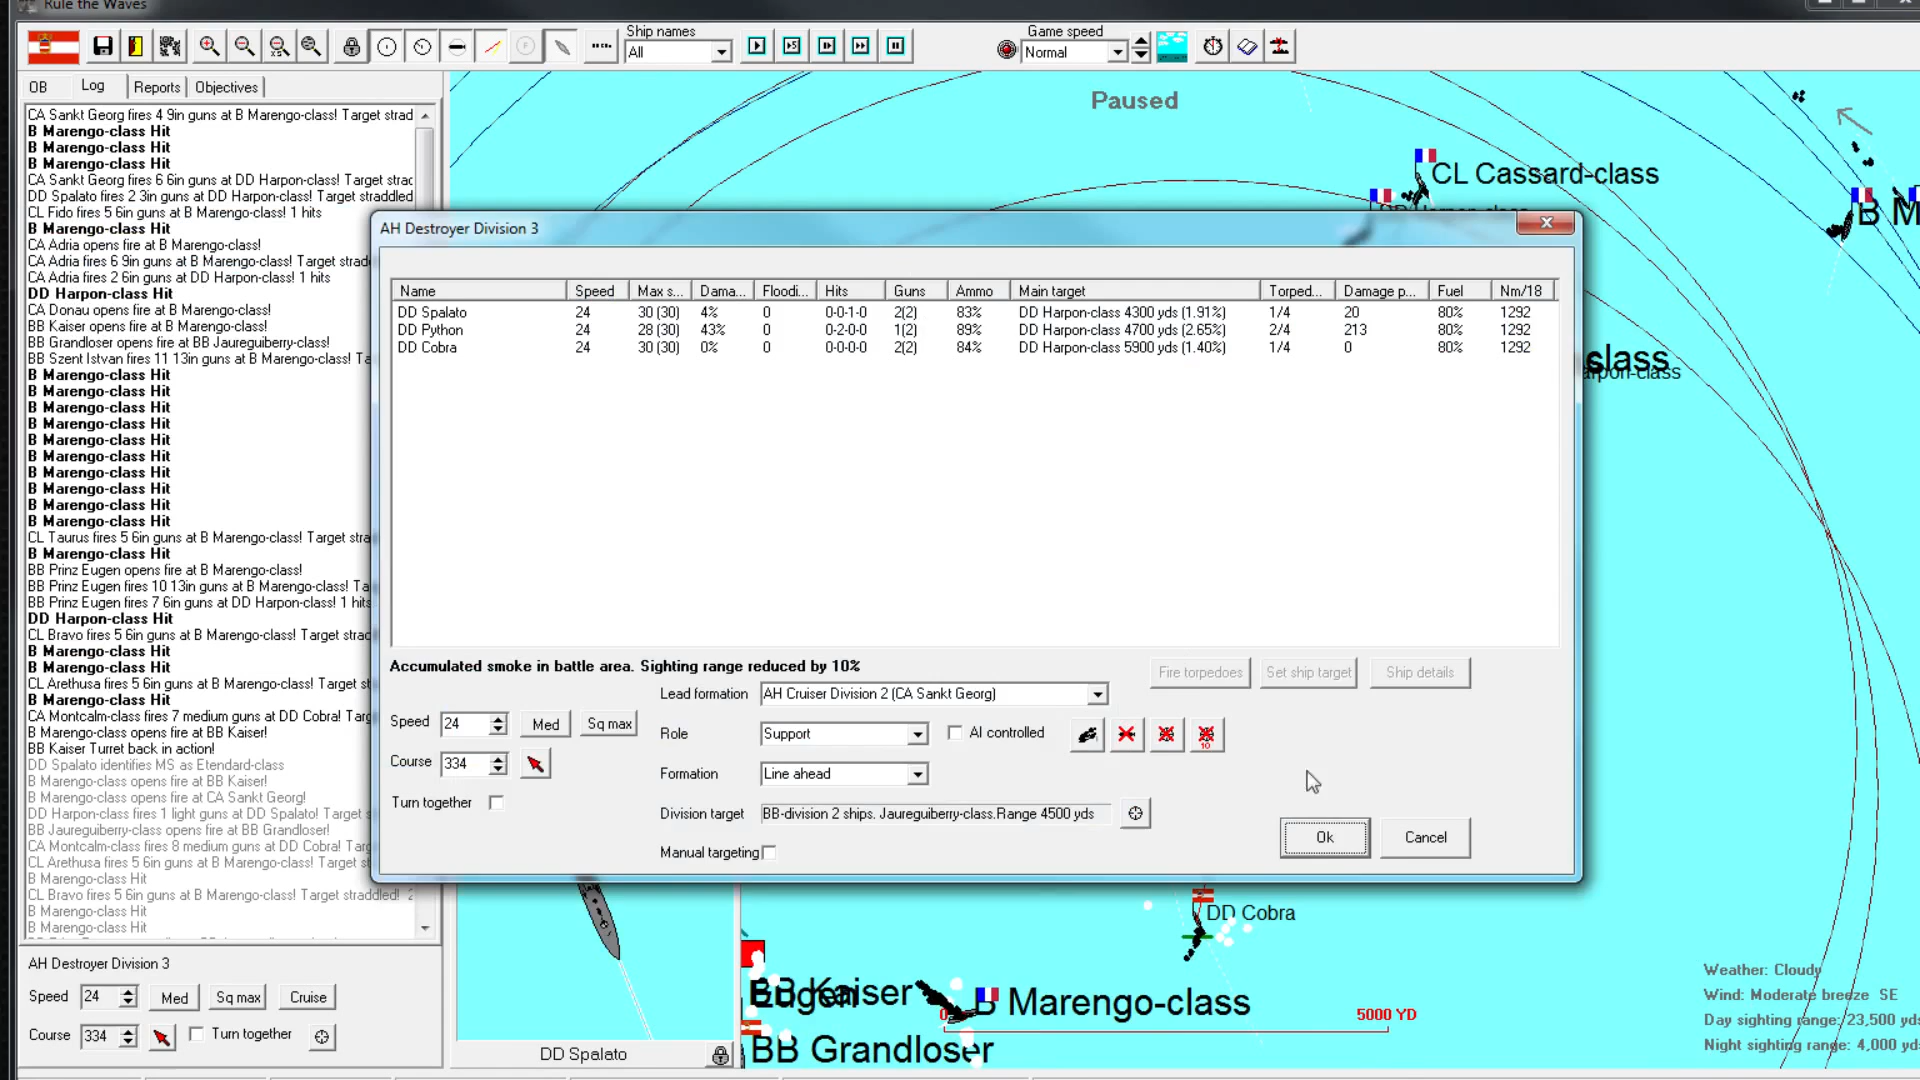 Rule the Waves
Ship names
All
Game speed
Normal
OB
Log
Reports
Objectives
CA Sankt Georg fires 4 9in guns at B Marengo-class! Target strad
B Marengo-class Hit
B Marengo-class Hit
B Marengo-class Hit
CA Sankt Georg fires 6 6in guns at DD Harpon-class! Target strac
DD Spalato fires 2 3in guns at DD Harpon-class! Target straddled
CL Fido fires 5 6in guns at B Marengo-class! 1 hits
B Marengo-class Hit
CA Adria opens fire at B Marengo-class!
CA Adria fires 6 9in guns at B Marengo-class! Target strad
CA Adria fires 2 6in guns at DD Harpon-class! 1 hits
DD Harpon-class Hit
CA Donau opens fire at B Marengo-class!
BB Kaiser opens fire at B Marengo-class!
BB Grandloser opens fire at BB Jaureguiberry-class!
BB Szent Istvan fires 11 13in guns at B Marengo-class! Ta
B Marengo-class Hit
B Marengo-class Hit
B Marengo-class Hit
B Marengo-class Hit
B Marengo-class Hit
B Marengo-class Hit
B Marengo-class Hit
B Marengo-class Hit
B Marengo-class Hit
B Marengo-class Hit
CL Taurus fires 5 6in guns at B Marengo-class! Target stra
B Marengo-class Hit
BB Prinz Eugen opens fire at B Marengo-class!
BB Prinz Eugen fires 10 13in guns at B Marengo-class! Ta
BB Prinz Eugen fires 7 6in guns at DD Harpon-class! 1 hits
DD Harpon-class Hit
CL Bravo fires 5 6in guns at B Marengo-class! Target strac
B Marengo-class Hit
B Marengo-class Hit
CL Arethusa fires 5 6in guns at B Marengo-class! Target st
B Marengo-class Hit
CA Montcalm-class fires 7 medium guns at DD Cobra! Targ
B Marengo-class opens fire at BB Kaiser!
BB Kaiser Turret back in action!
DD Spalato identifies MS as Etendard-class
B Marengo-class opens fire at BB Kaiser!
B Marengo-class opens fire at CA Sankt Georg!
DD Harpon-class fires 1 light guns at DD Spalato! Target s
BB Jaureguiberry-class opens fire at BB Grandloser!
CA Montcalm-class fires 8 medium guns at DD Cobra! Targ
CL Arethusa fires 5 6in guns at B Marengo-class! Target st
B Marengo-class Hit
CL Bravo fires 5 6in guns at B Marengo-class! Target straddled! 2
B Marengo-class Hit
B Marengo-class Hit
AH Destroyer Division 3
Speed
24
Med
Sq max
Cruise
Course
334
Turn together
Paused
CL Cassard-class
B M
class
arpon-class
AH Destroyer Division 3
Name Speed Max s... Dama... Floodi... Hits Guns Ammo Main target Torped... Damage p... Fuel Nm/18
DD Spalato 24 30 (30) 4% 0 0-0-1-0 2(2) 83% DD Harpon-class 4300 yds (1.91%) 1/4 20 80% 1292
DD Python 24 28 (30) 43% 0 0-2-0-0 1(2) 89% DD Harpon-class 4700 yds (2.65%) 2/4 213 80% 1292
DD Cobra 24 30 (30) 0% 0 0-0-0-0 2(2) 84% DD Harpon-class 5900 yds (1.40%) 1/4 0 80% 1292
Accumulated smoke in battle area. Sighting range reduced by 10%
Fire torpedoes
Set ship target
Ship details
Lead formation
AH Cruiser Division 2 (CA Sankt Georg)
Speed
24
Med
Sq max
Role
Support
AI controlled
10
Course
334
Formation
Line ahead
Turn together
Division target
BB-division 2 ships. Jaureguiberry-class.Range 4500 yds
Manual targeting
Ok
Cancel
DD Spalato
DD Cobra
BB Kaiser
Eugen
B Marengo-class
BB Grandloser
0
5000 YD
Weather: Cloudy
Wind: Moderate breeze SE
Day sighting range: 23,500 yds
Night sighting range: 4,000 yd